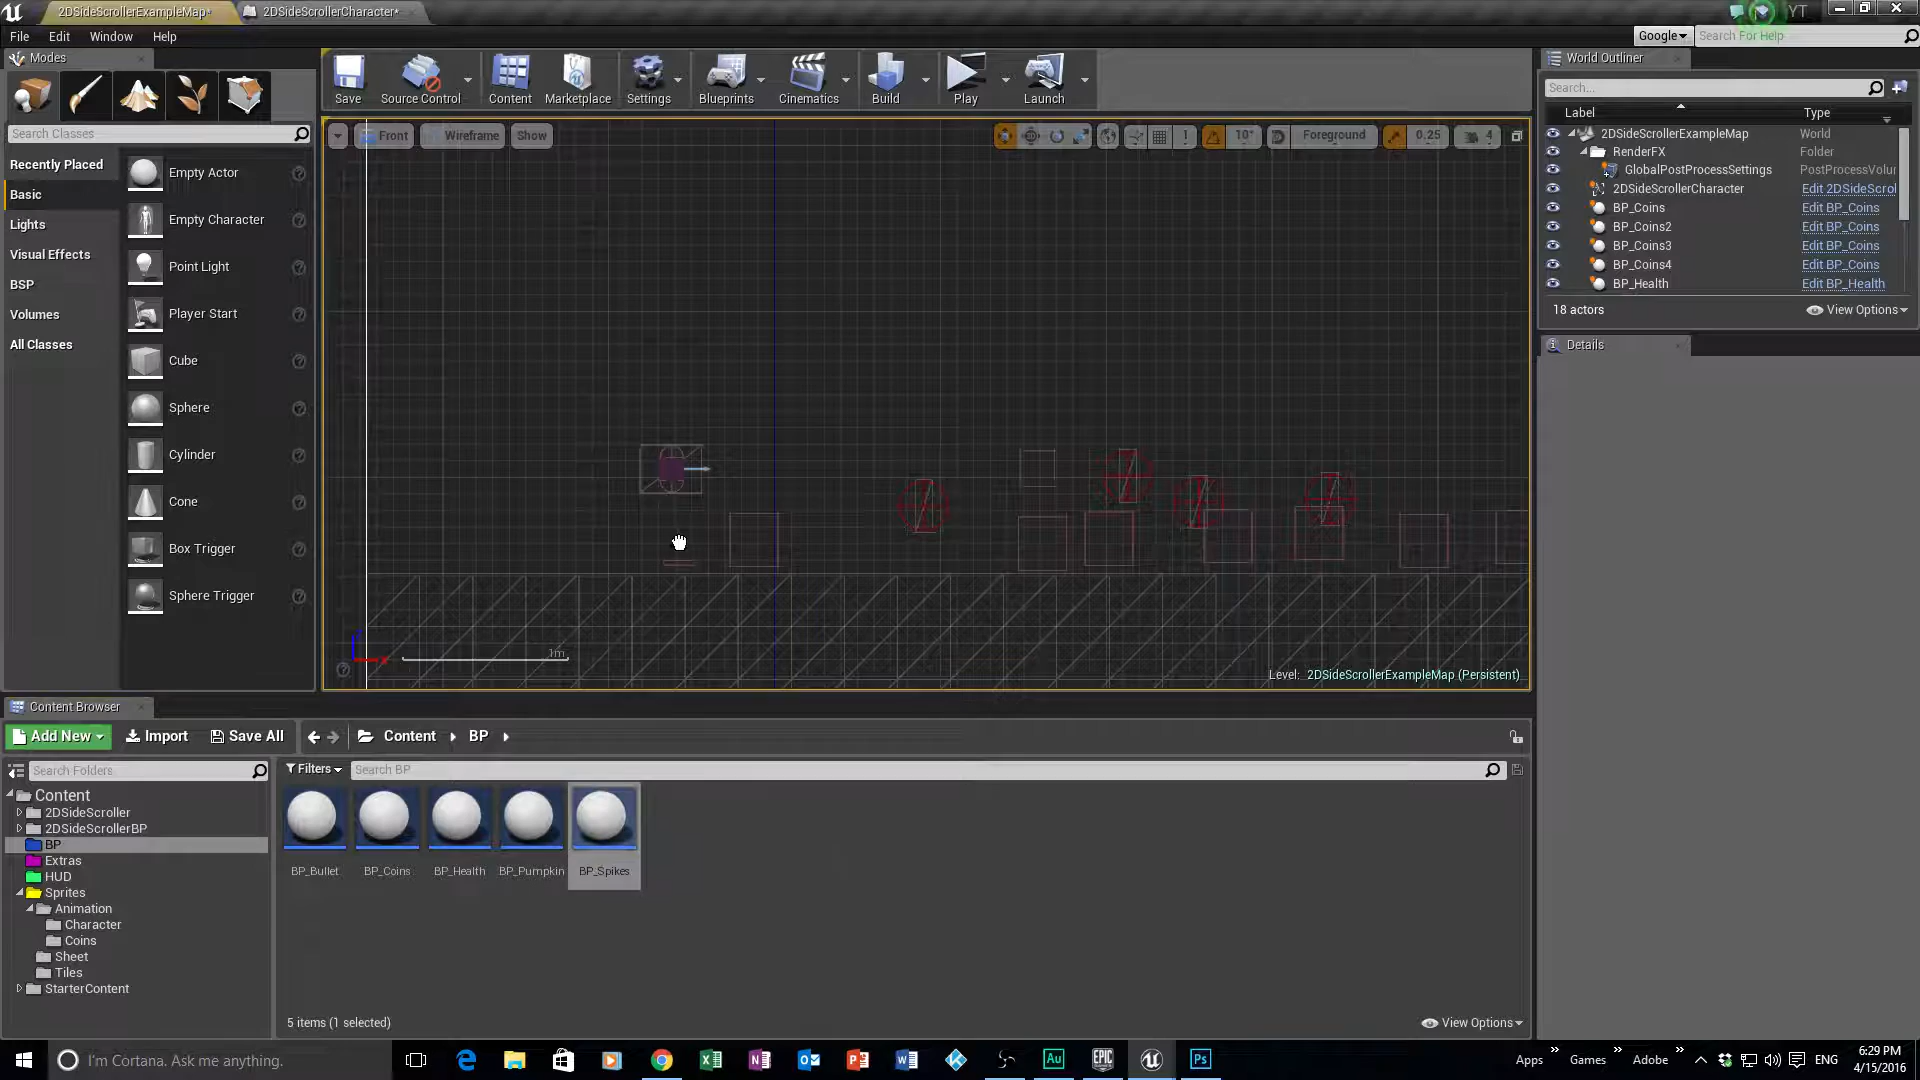 2DSideScrollerExampleMap*
2DSideScrollerCharacter*
YT
File Edit Window Help
Google
Search For Help
Modes
Search Classes
Recently Placed
Basic
Lights
Visual Effects
BSP
Volumes
All Classes
Empty Actor
Empty Character
Point Light
Player Start
Cube
Sphere
Cylinder
Cone
Box Trigger
Sphere Trigger
Save
Source Control
Content
Marketplace
Settings
Blueprints
Cinematics
Build
Play
Launch
Front
Wireframe
Show
1
10°
Foreground
0.25
4
1m
x
Level: 2DSideScrollerExampleMap (Persistent)
World Outliner
Search...
Label Type
2DSideScrollerExampleMap World
RenderFX Folder
GlobalPostProcessSettings PostProcessVolu
2DSideScrollerCharacter Edit 2DSideScrol
BP_Coins Edit BP_Coins
BP_Coins2 Edit BP_Coins
BP_Coins3 Edit BP_Coins
BP_Coins4 Edit BP_Coins
BP_Health Edit BP_Health
18 actors
View Options
Details
Content Browser
Add New
Import
Save All
Content
BP
Search Folders
Content
2DSideScroller
2DSideScrollerBP
BP
Extras
HUD
Sprites
Animation
Character
Coins
Sheet
Tiles
StarterContent
Filters
Search BP
BP_Bullet
BP_Coins
BP_Health
BP_Pumpkin
BP_Spikes
5 items (1 selected)
View Options
I'm Cortana. Ask me anything.
Au
EPIC GAMES
Ps
Apps
Games
Adobe
ENG
6:29 PM
4/15/2016